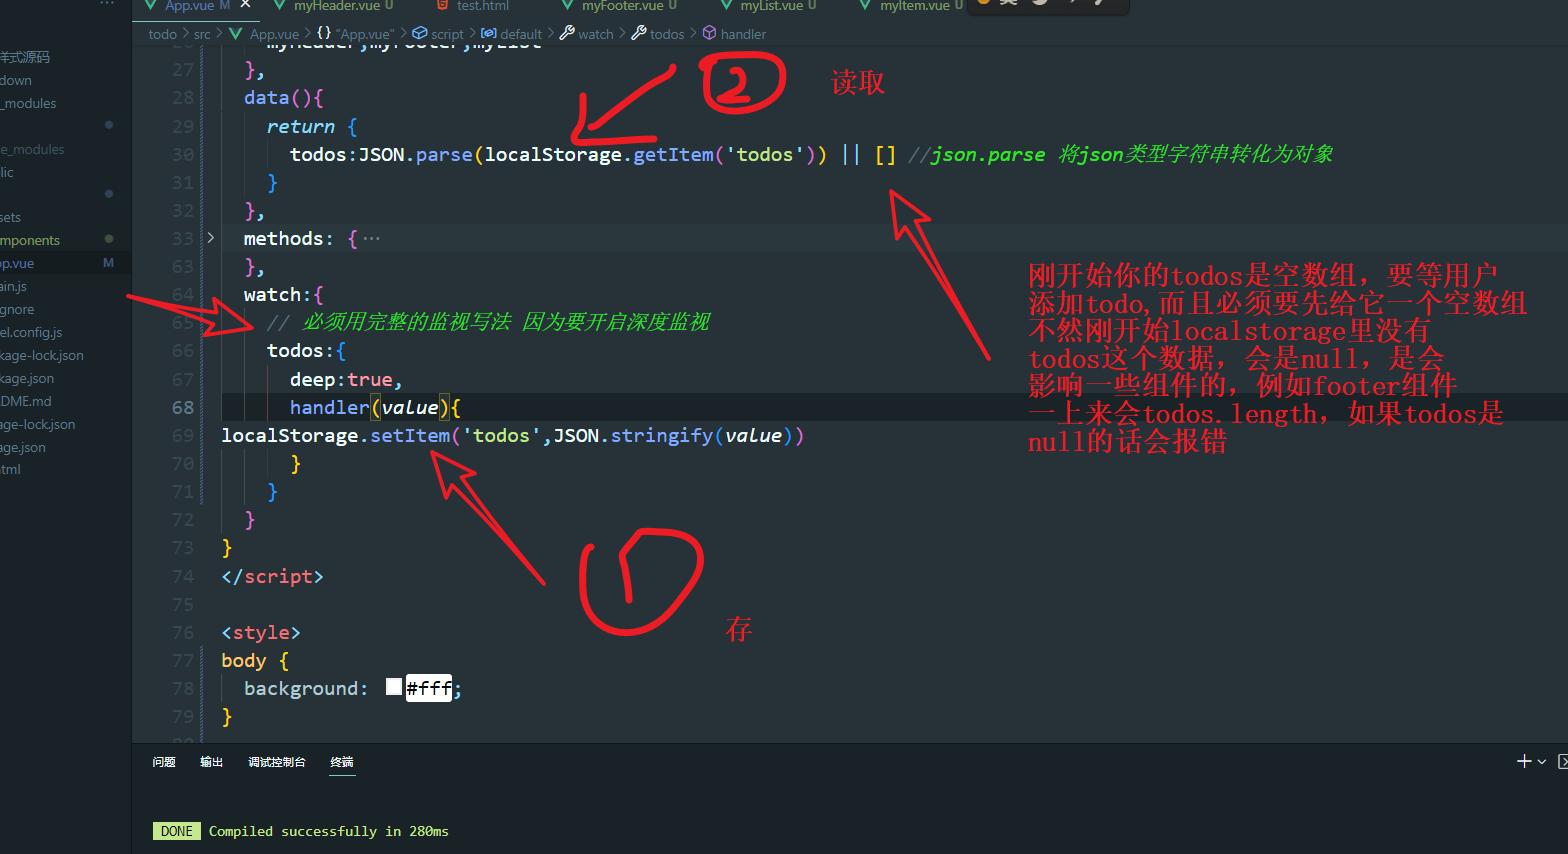 App.vue M × myHeader.vue U test.html myFooter.vue U myList.vue U myItem.vue U
todo > src > App.vue > {} "App.vue" > script > default > watch > todos > handler
样式源码
down
_modules
e_modules
lic
sets
mponents
pp.vue M
ain.js
gnore
el.config.js
kage-lock.json
kage.json
DME.md
age-lock.json
age.json
html
myHeader,myFooter,myList
27 },
28 data(){
29 return {
30 todos:JSON.parse(localStorage.getItem('todos')) || [] //json.parse 将json类型字符串转化为对象
31 }
32 },
33 methods: {···
63 },
64 watch:{
65 // 必须用完整的监视写法 因为要开启深度监视
66 todos:{
67 deep:true,
68 handler(value){
69 localStorage.setItem('todos',JSON.stringify(value))
70 }
71 }
72 }
73 }
74 </script>
75
76 <style>
77 body {
78 background: #fff;
79 }
2 读取
刚开始你的todos是空数组，要等用户
添加todo,而且必须要先给它一个空数组
不然刚开始localstorage里没有
todos这个数据，会是null，是会
影响一些组件的，例如footer组件
一上来会todos.length，如果todos是
null的话会报错
1 存
问题 输出 调试控制台 终端
DONE Compiled successfully in 280ms